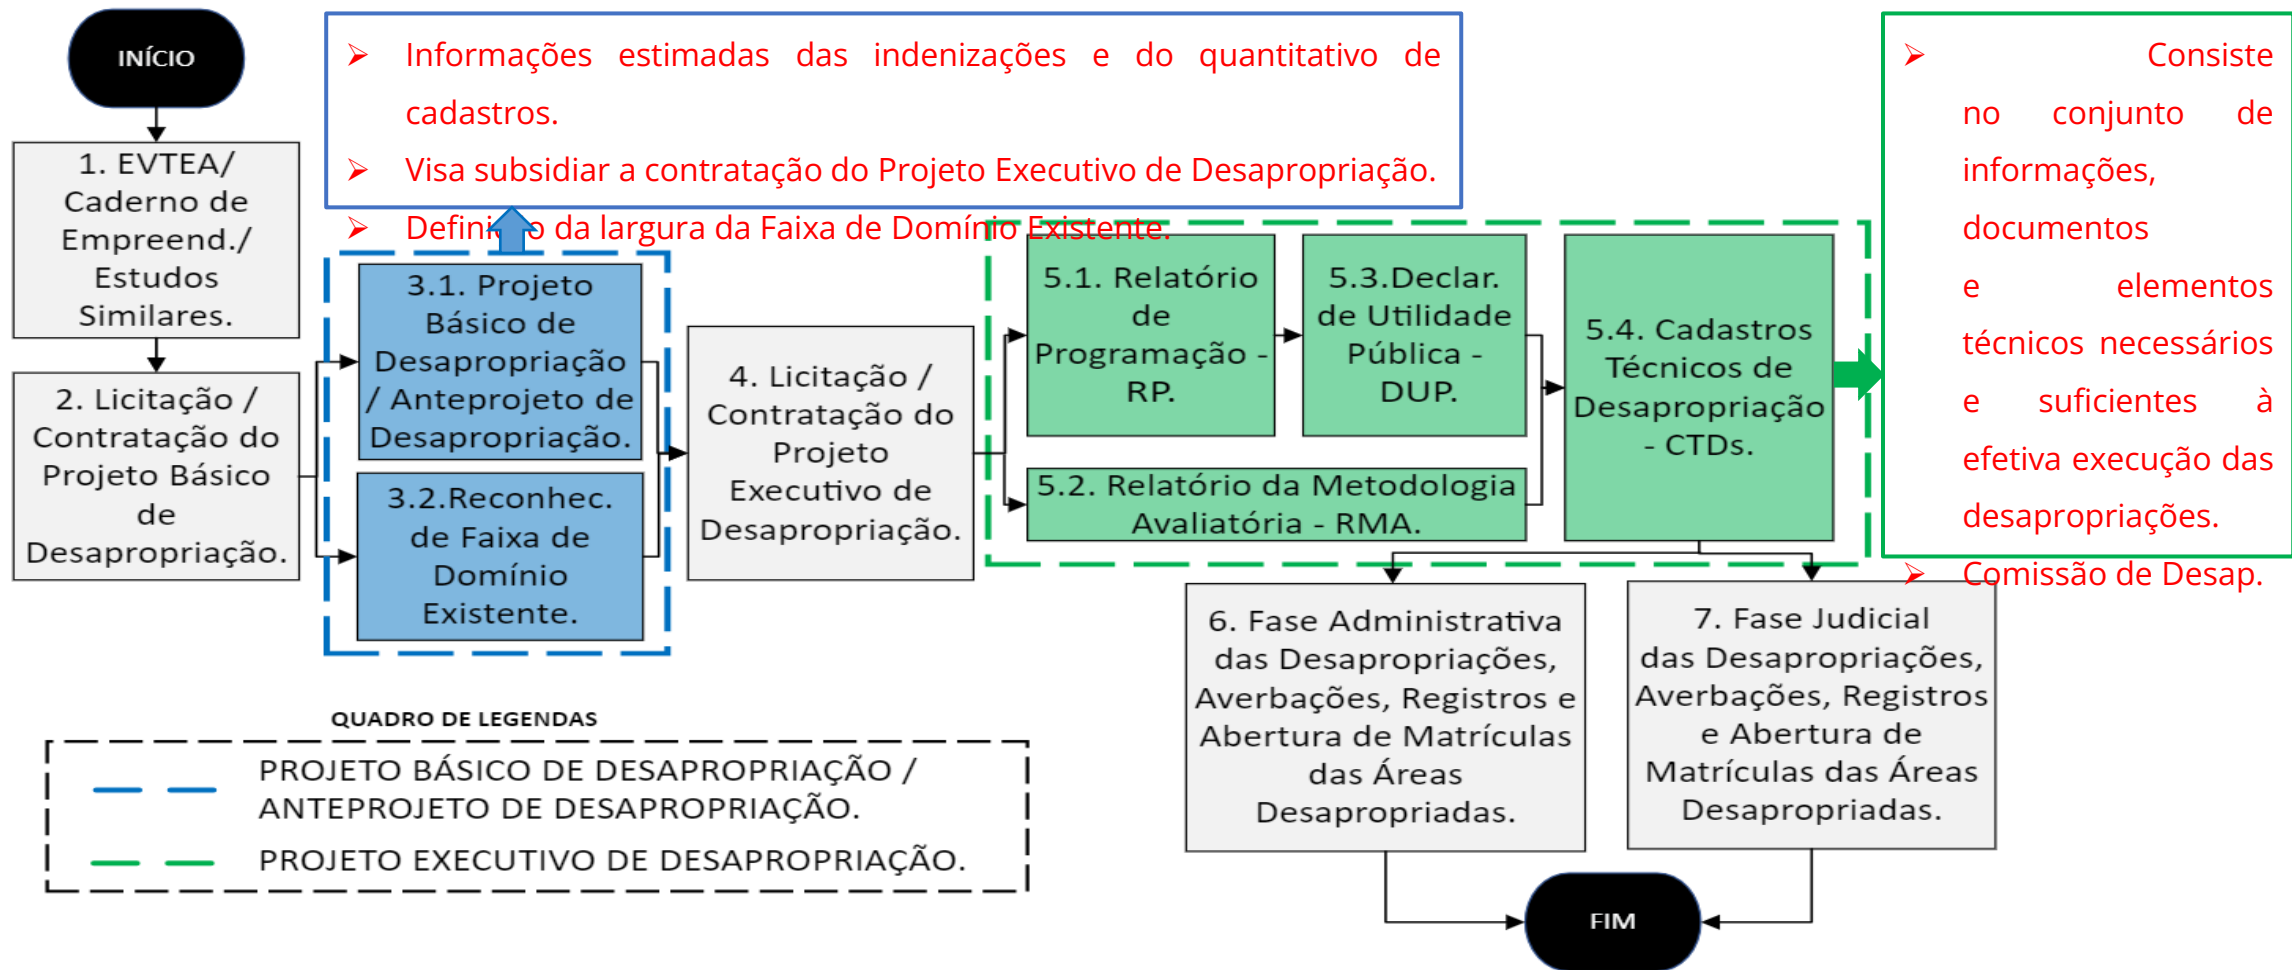 INÍCIO
➢ Informações estimadas das indenizações e do quantitativo de
cadastros.
➢ Visa subsidiar a contratação do Projeto Executivo de Desapropriação.
➢ Definição da largura da Faixa de Domínio Existente.
➢ Consiste
no conjunto de
informações,
documentos
e elementos
técnicos necessários
e suficientes à
efetiva execução das
desapropriações.
➢ Comissão de Desap.
1. EVTEA/
Caderno de
Empreend./
Estudos
Similares.
2. Licitação /
Contratação do
Projeto Básico
de
Desapropriação.
3.1. Projeto
Básico de
Desapropriação
/ Anteprojeto de
Desapropriação.
3.2.Reconhec.
de Faixa de
Domínio
Existente.
4. Licitação /
Contratação do
Projeto
Executivo de
Desapropriação.
5.1. Relatório
de
Programação -
RP.
5.3.Declar.
de Utilidade
Pública -
DUP.
5.2. Relatório da Metodologia
Avaliatória - RMA.
5.4. Cadastros
Técnicos de
Desapropriação
- CTDs.
6. Fase Administrativa
das Desapropriações,
Averbações, Registros e
Abertura de Matrículas
das Áreas
Desapropriadas.
7. Fase Judicial
das Desapropriações,
Averbações, Registros
e Abertura de
Matrículas das Áreas
Desapropriadas.
QUADRO DE LEGENDAS
PROJETO BÁSICO DE DESAPROPRIAÇÃO /
ANTEPROJETO DE DESAPROPRIAÇÃO.
PROJETO EXECUTIVO DE DESAPROPRIAÇÃO.
FIM